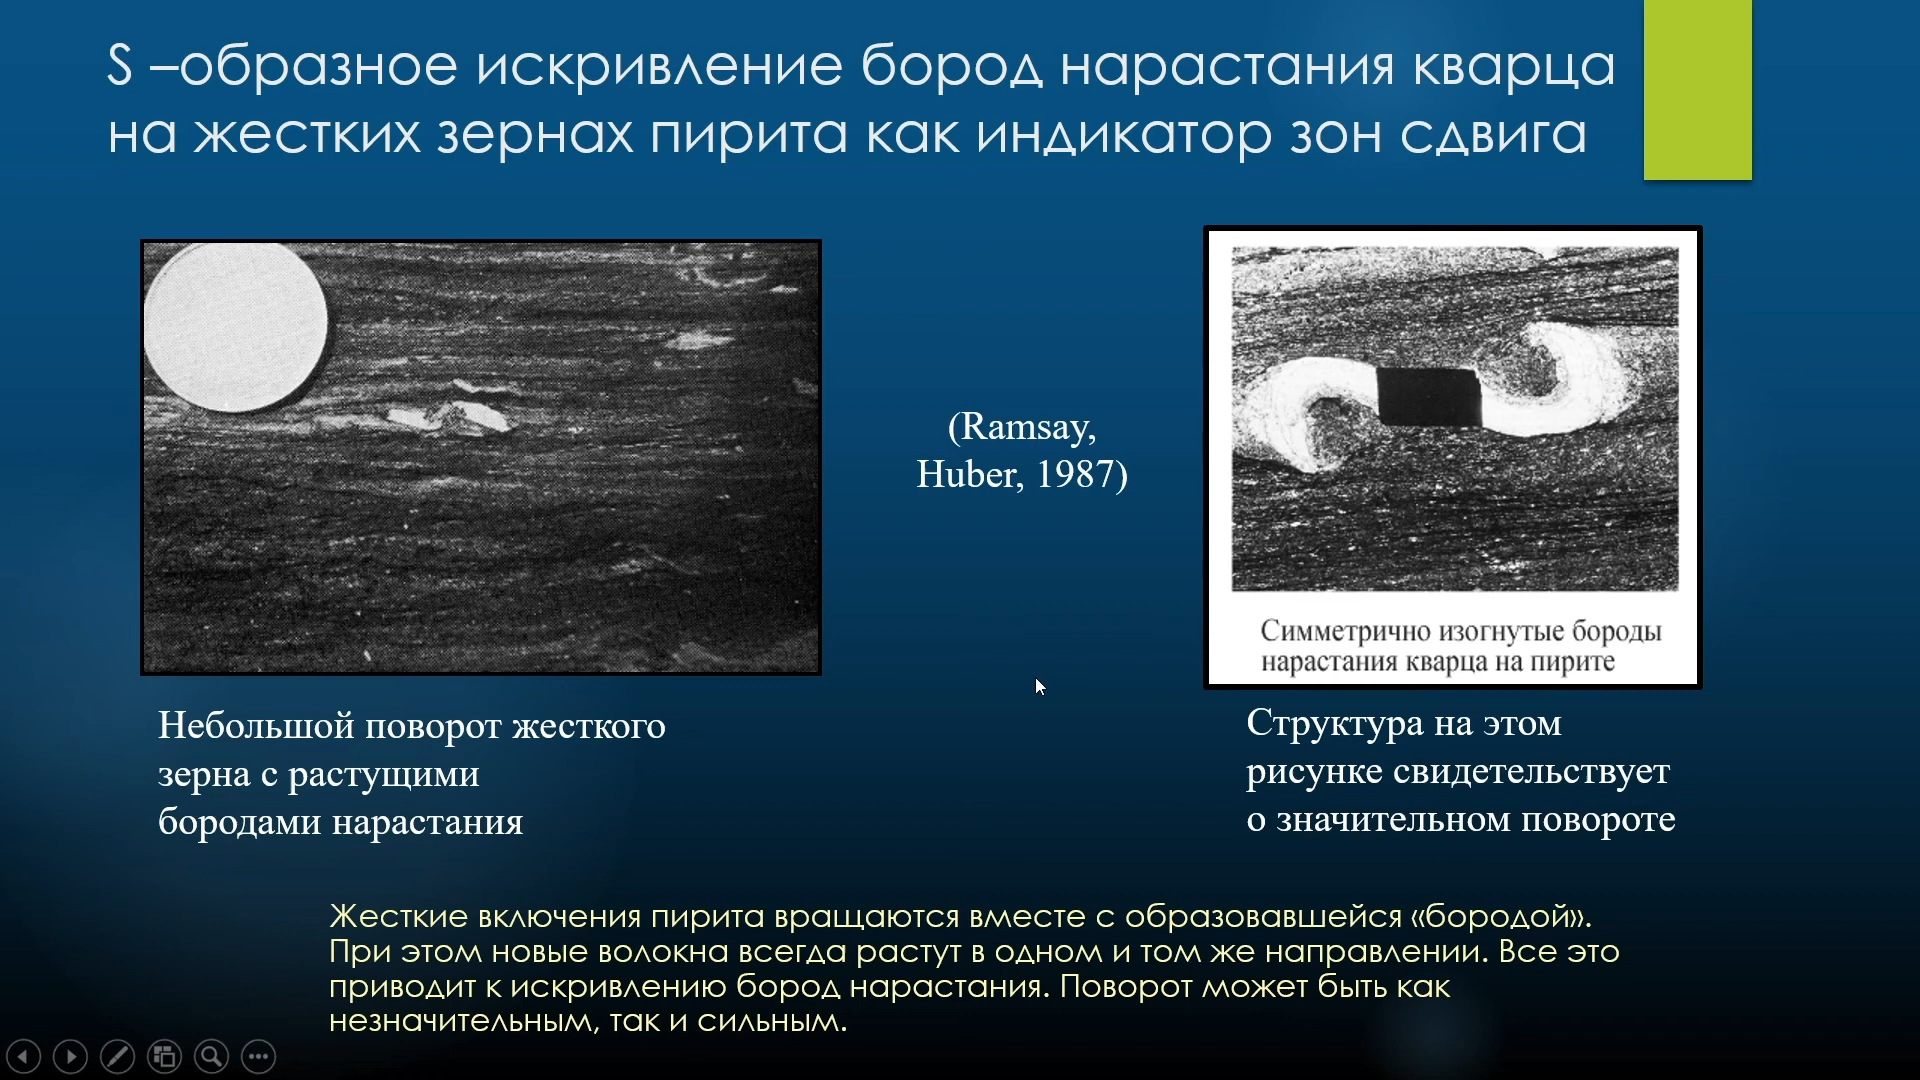 S –образное искривление бород нарастания кварца
на жестких зернах пирита как индикатор зон сдвига
(Ramsay,
Huber, 1987)
Симметрично изогнутые бороды
нарастания кварца на пирите
Небольшой поворот жесткого
зерна с растущими
бородами нарастания
Структура на этом
рисунке свидетельствует
о значительном повороте
Жесткие включения пирита вращаются вместе с образовавшейся «бородой».
При этом новые волокна всегда растут в одном и том же направлении. Все это
приводит к искривлению бород нарастания. Поворот может быть как
незначительным, так и сильным.